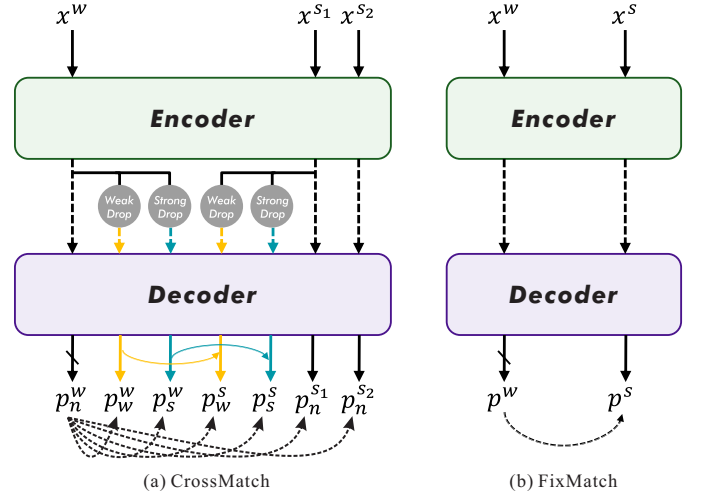 x^w x^{s_1} x^{s_2} x^w x^s
Encoder Encoder
Weak Drop Strong Drop Weak Drop Strong Drop
Decoder Decoder
p_n^w p_w^w p_s^w p_w^s p_s^s p_n^{s_1} p_n^{s_2} p^w p^s
(a) CrossMatch (b) FixMatch